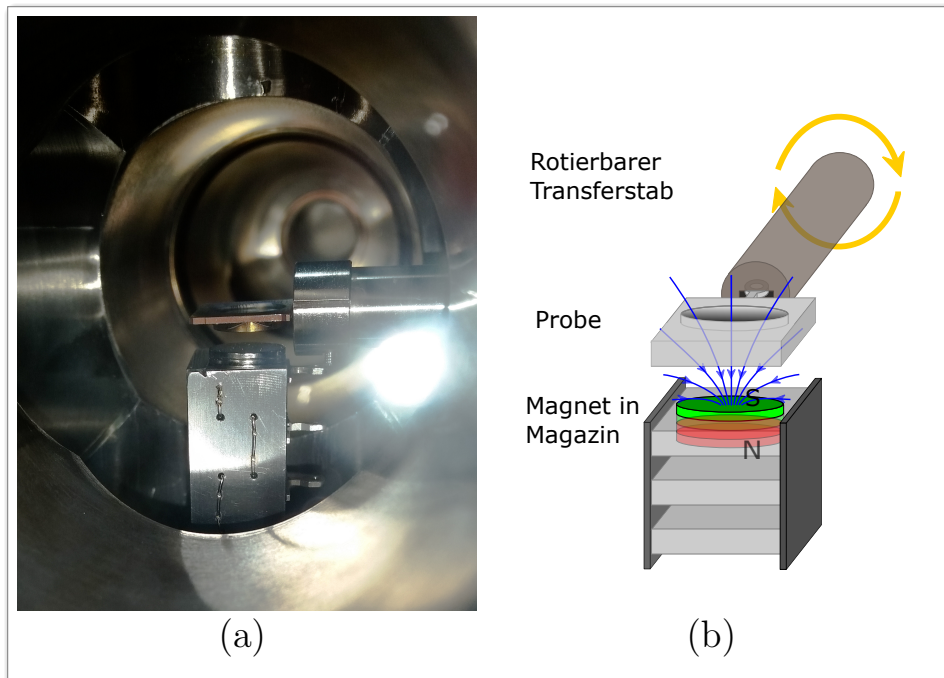 Rotierbarer
Transferstab
Probe
Magnet in
Magazin
S
N
(a)
(b)